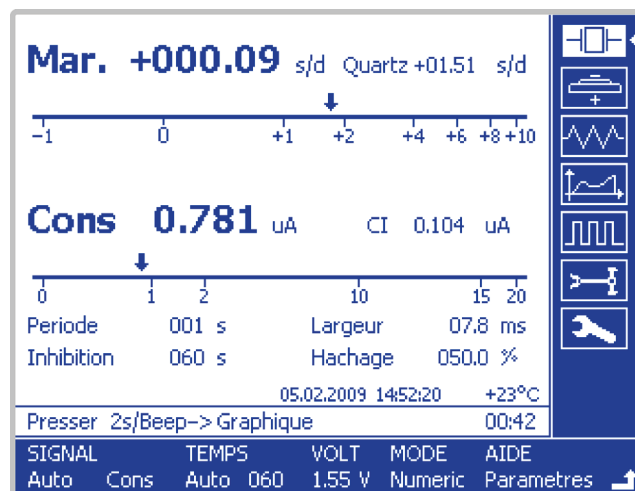 Mar. +000.09 s/d Quartz +01.51 s/d
-1 0 +1 +2 +4 +6 +8 +10
Cons 0.781 uA CI 0.104 uA
0 1 2 10 15 20
Periode 001 s Largeur 07.8 ms
Inhibition 060 s Hachage 050.0 %
05.02.2009 14:52:20 +23°C
Presser 2s/Beep-> Graphique 00:42
SIGNAL TEMPS VOLT MODE AIDE
Auto Cons Auto 060 1.55 V Numeric Parametres